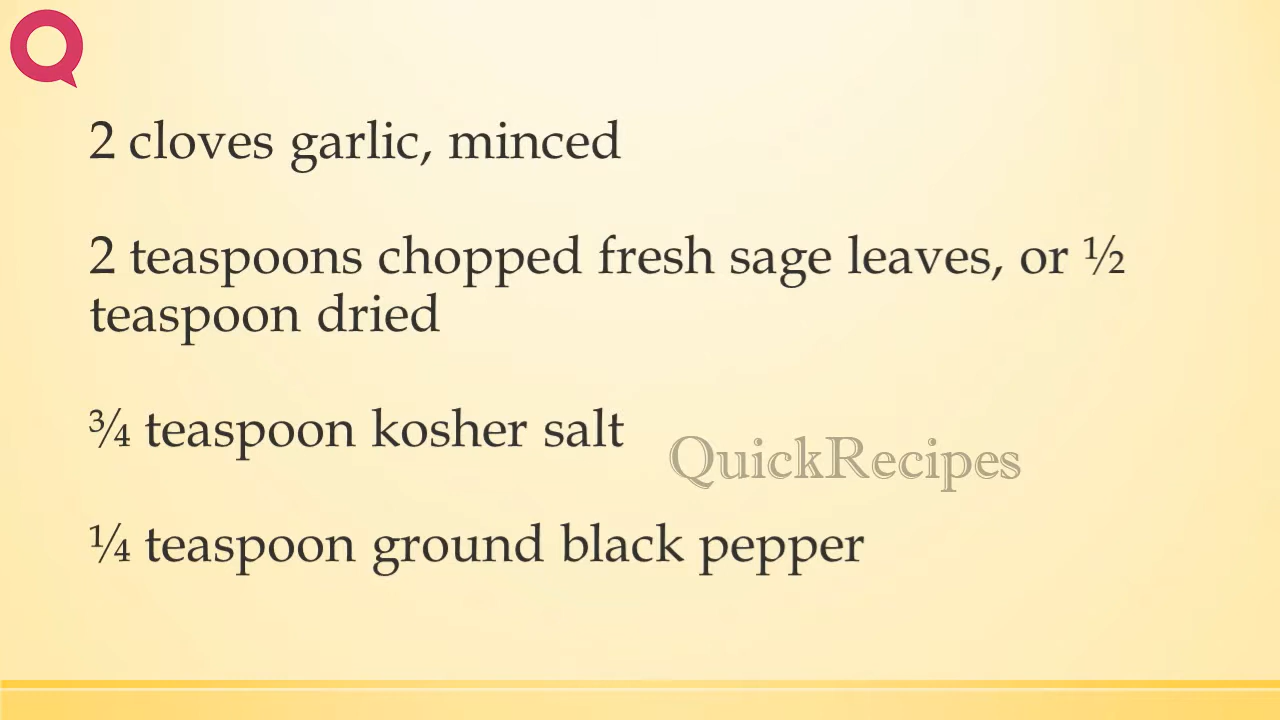 2 cloves garlic, minced
2 teaspoons chopped fresh sage leaves, or ½
teaspoon dried
¾ teaspoon kosher salt
QuickRecipes
¼ teaspoon ground black pepper